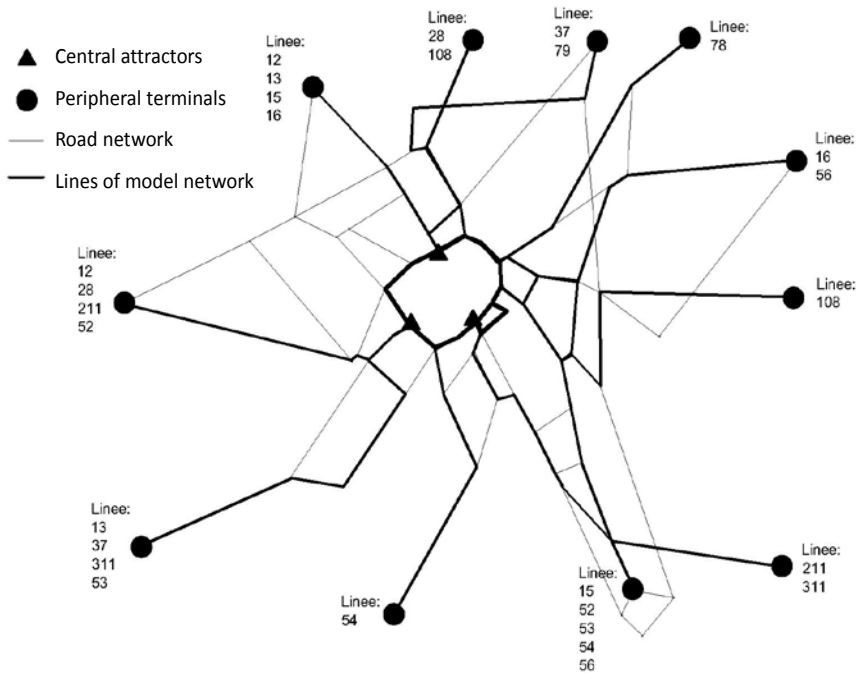 Central attractors
Peripheral terminals
Road network
Lines of model network
Linee:
12
13
15
16
Linee:
28
108
Linee:
37
79
Linee:
78
Linee:
16
56
Linee:
108
Linee:
12
28
211
52
Linee:
13
37
311
53
Linee:
54
Linee:
15
52
53
54
56
Linee:
211
311